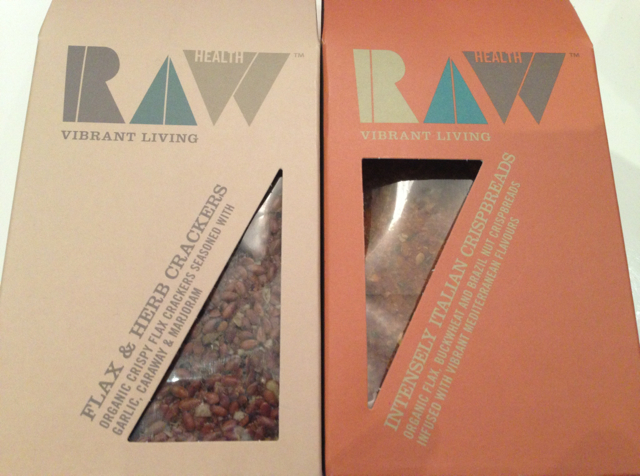 RAW
HEALTH
™
VIBRANT LIVING
FLAX & HERB CRACKERS
ORGANIC CRISPY FLAX CRACKERS SEASONED WITH
GARLIC, CARAWAY & MARJORAM
RAW
HEALTH
™
VIBRANT LIVING
INTENSELY ITALIAN CRISPBREADS
ORGANIC FLAX, BUCKWHEAT AND BRAZIL NUT CRISPBREADS
INFUSED WITH VIBRANT MEDITERRANEAN FLAVOURS